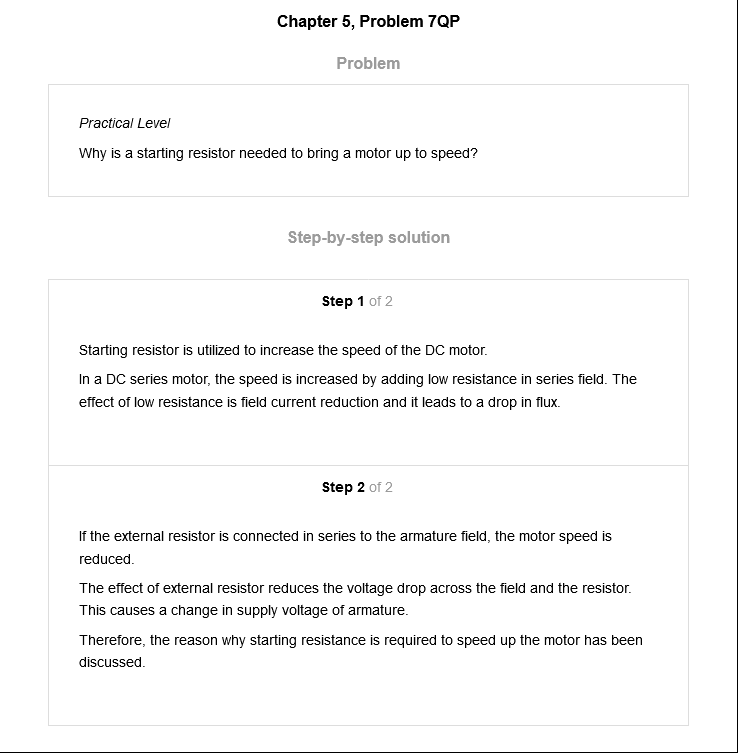 Chapter 5, Problem 7QP
Problem
Practical Level
Why is a starting resistor needed to bring a motor up to speed?
Step-by-step solution
Step 1 of 2
Starting resistor is utilized to increase the speed of the DC motor.
In a DC series motor, the speed is increased by adding low resistance in series field. The
effect of low resistance is field current reduction and it leads to a drop in flux.
Step 2 of 2
If the external resistor is connected in series to the armature field, the motor speed is
reduced.
The effect of external resistor reduces the voltage drop across the field and the resistor.
This causes a change in supply voltage of armature.
Therefore, the reason why starting resistance is required to speed up the motor has been
discussed.